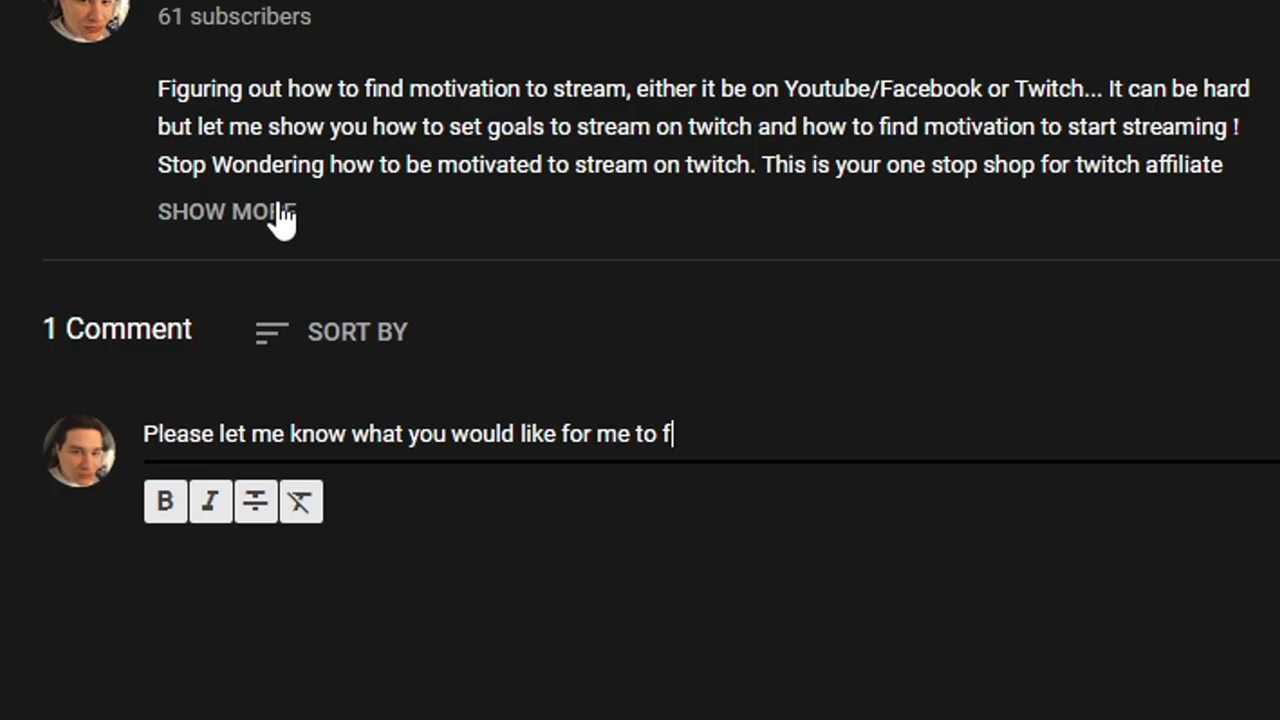 61 subscribers
Figuring out how to find motivation to stream, either it be on Youtube/Facebook or Twitch... It can be hard
but let me show you how to set goals to stream on twitch and how to find motivation to start streaming !
Stop Wondering how to be motivated to stream on twitch. This is your one stop shop for twitch affiliate
SHOW MORE
1 Comment SORT BY
Please let me know what you would like for me to f
B I T T